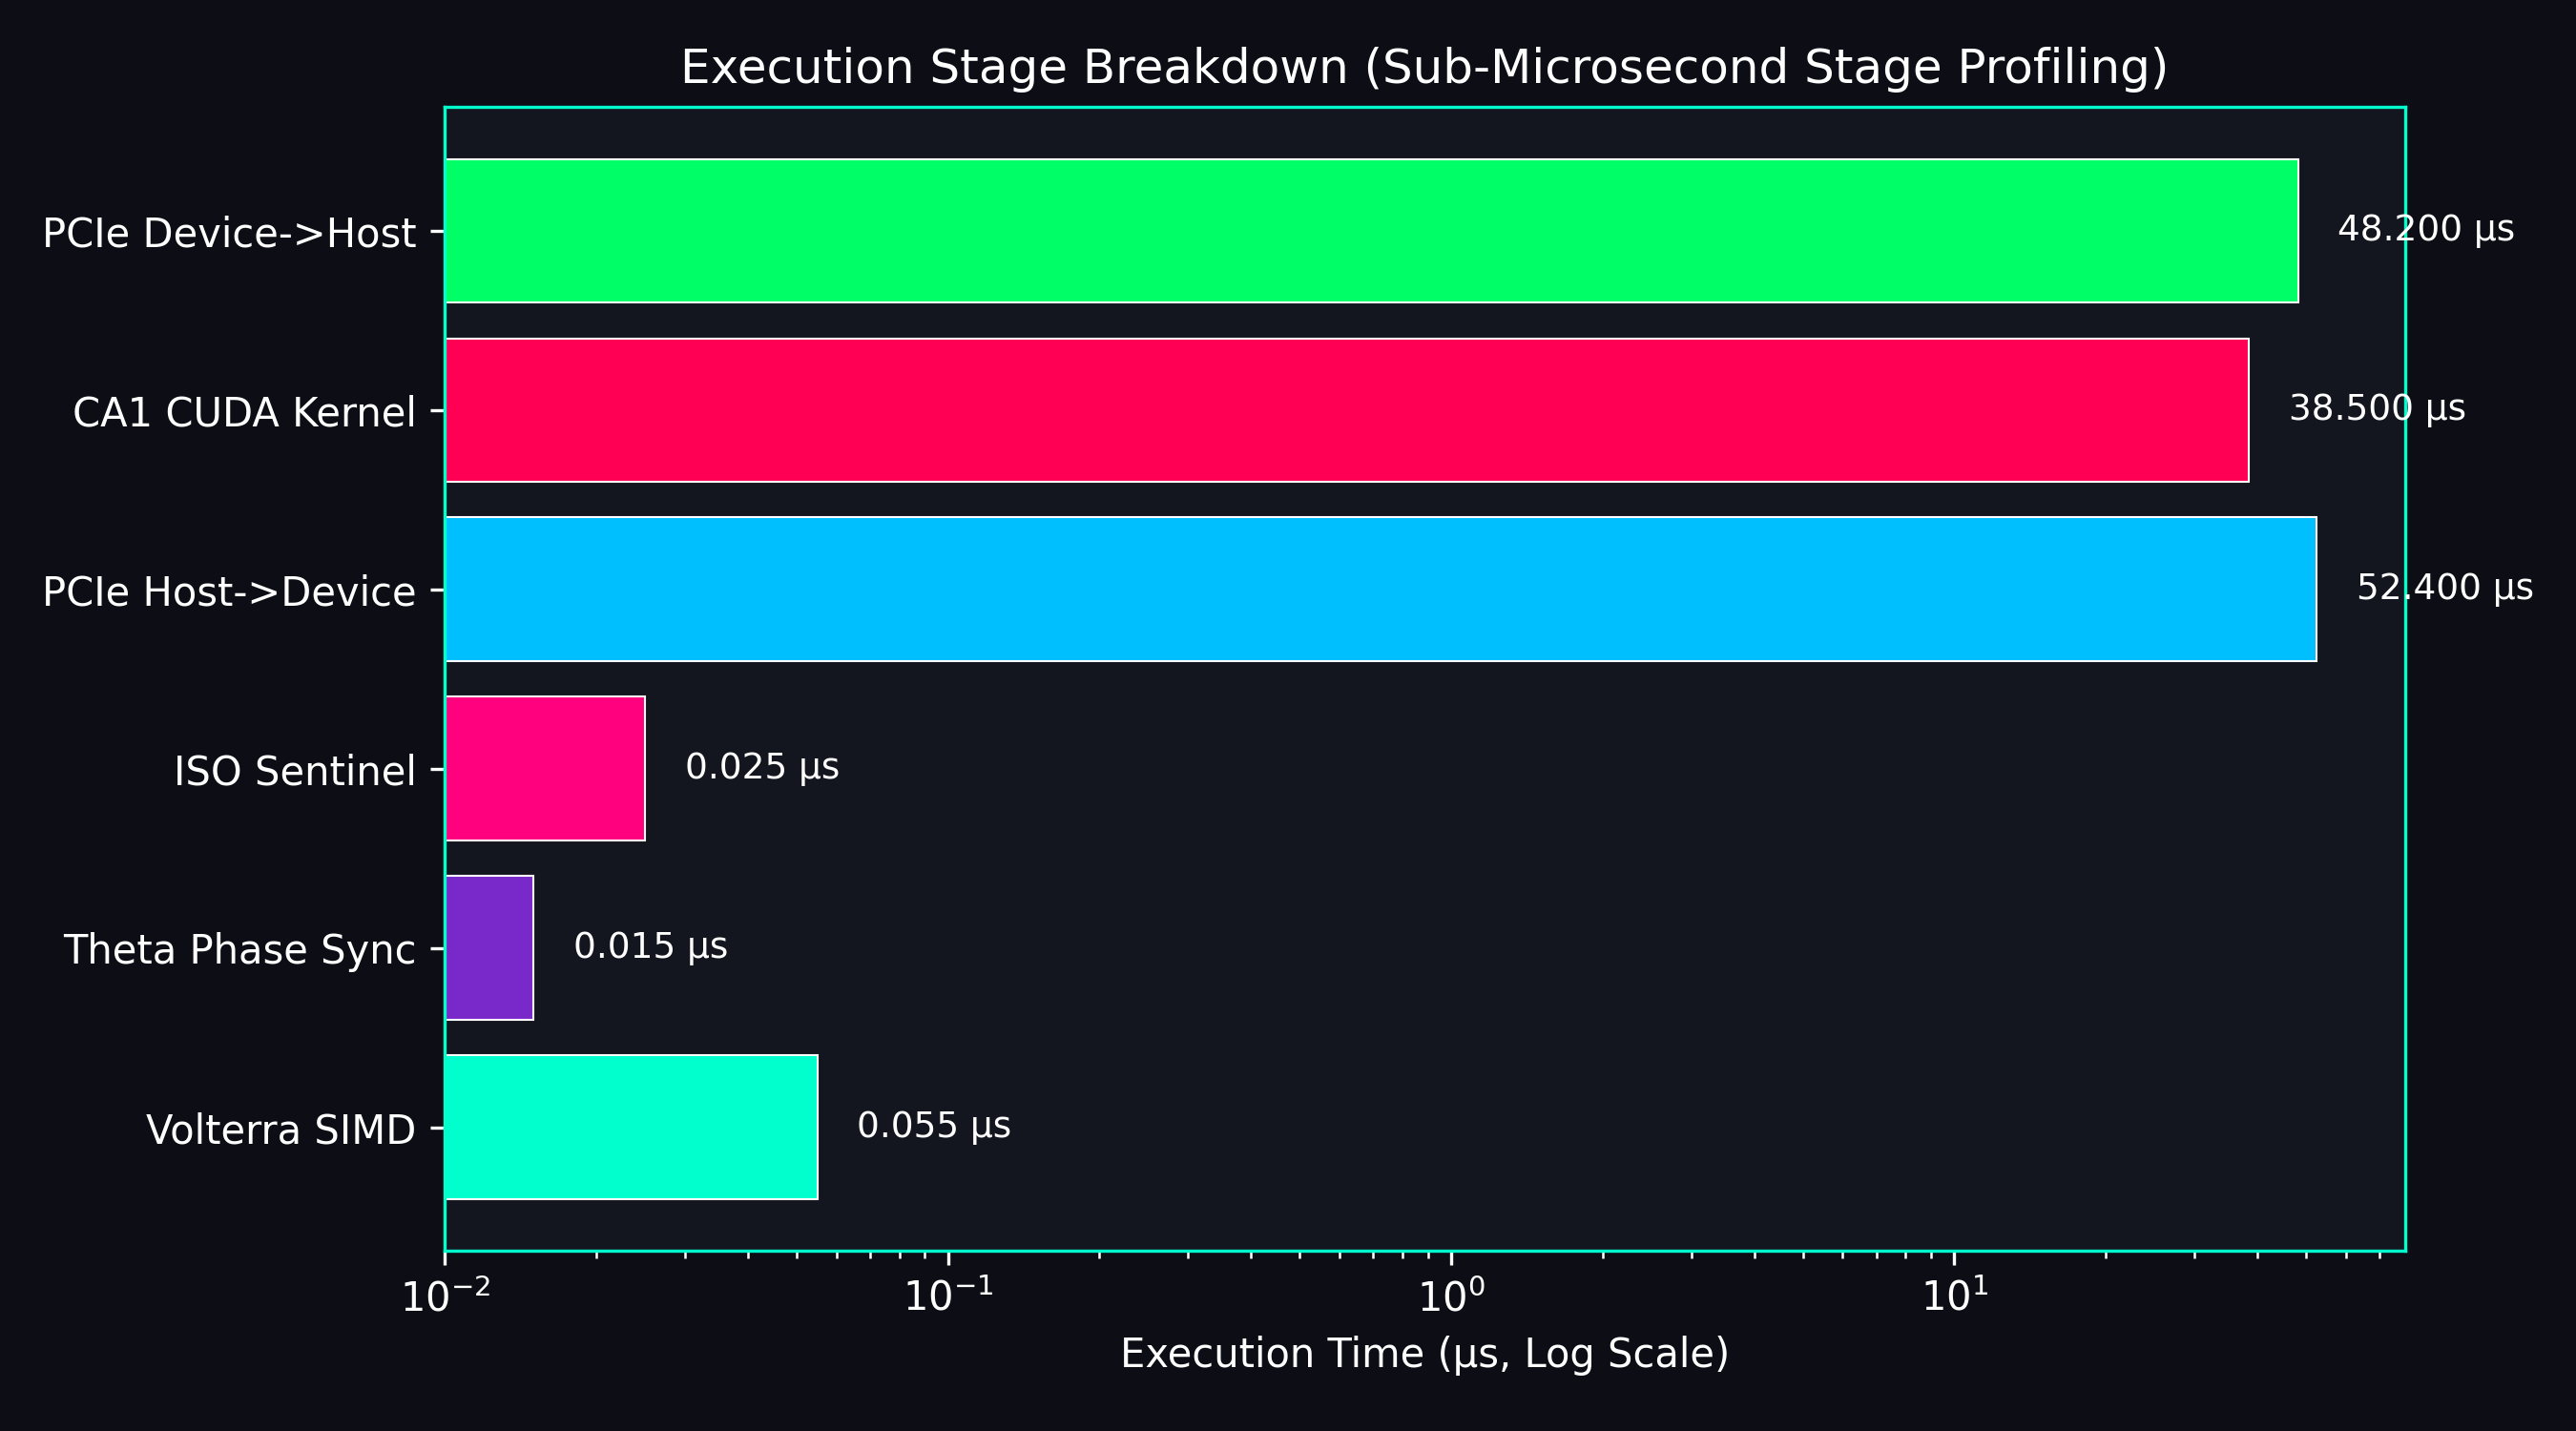 Execution Stage Breakdown (Sub-Microsecond Stage Profiling)
PCIe Device->Host
48.200 µs
CA1 CUDA Kernel
38.500 µs
PCIe Host->Device
52.400 µs
ISO Sentinel
0.025 µs
Theta Phase Sync
0.015 µs
Volterra SIMD
0.055 µs
10⁻² 10⁻¹ 10⁰ 10¹
Execution Time (µs, Log Scale)